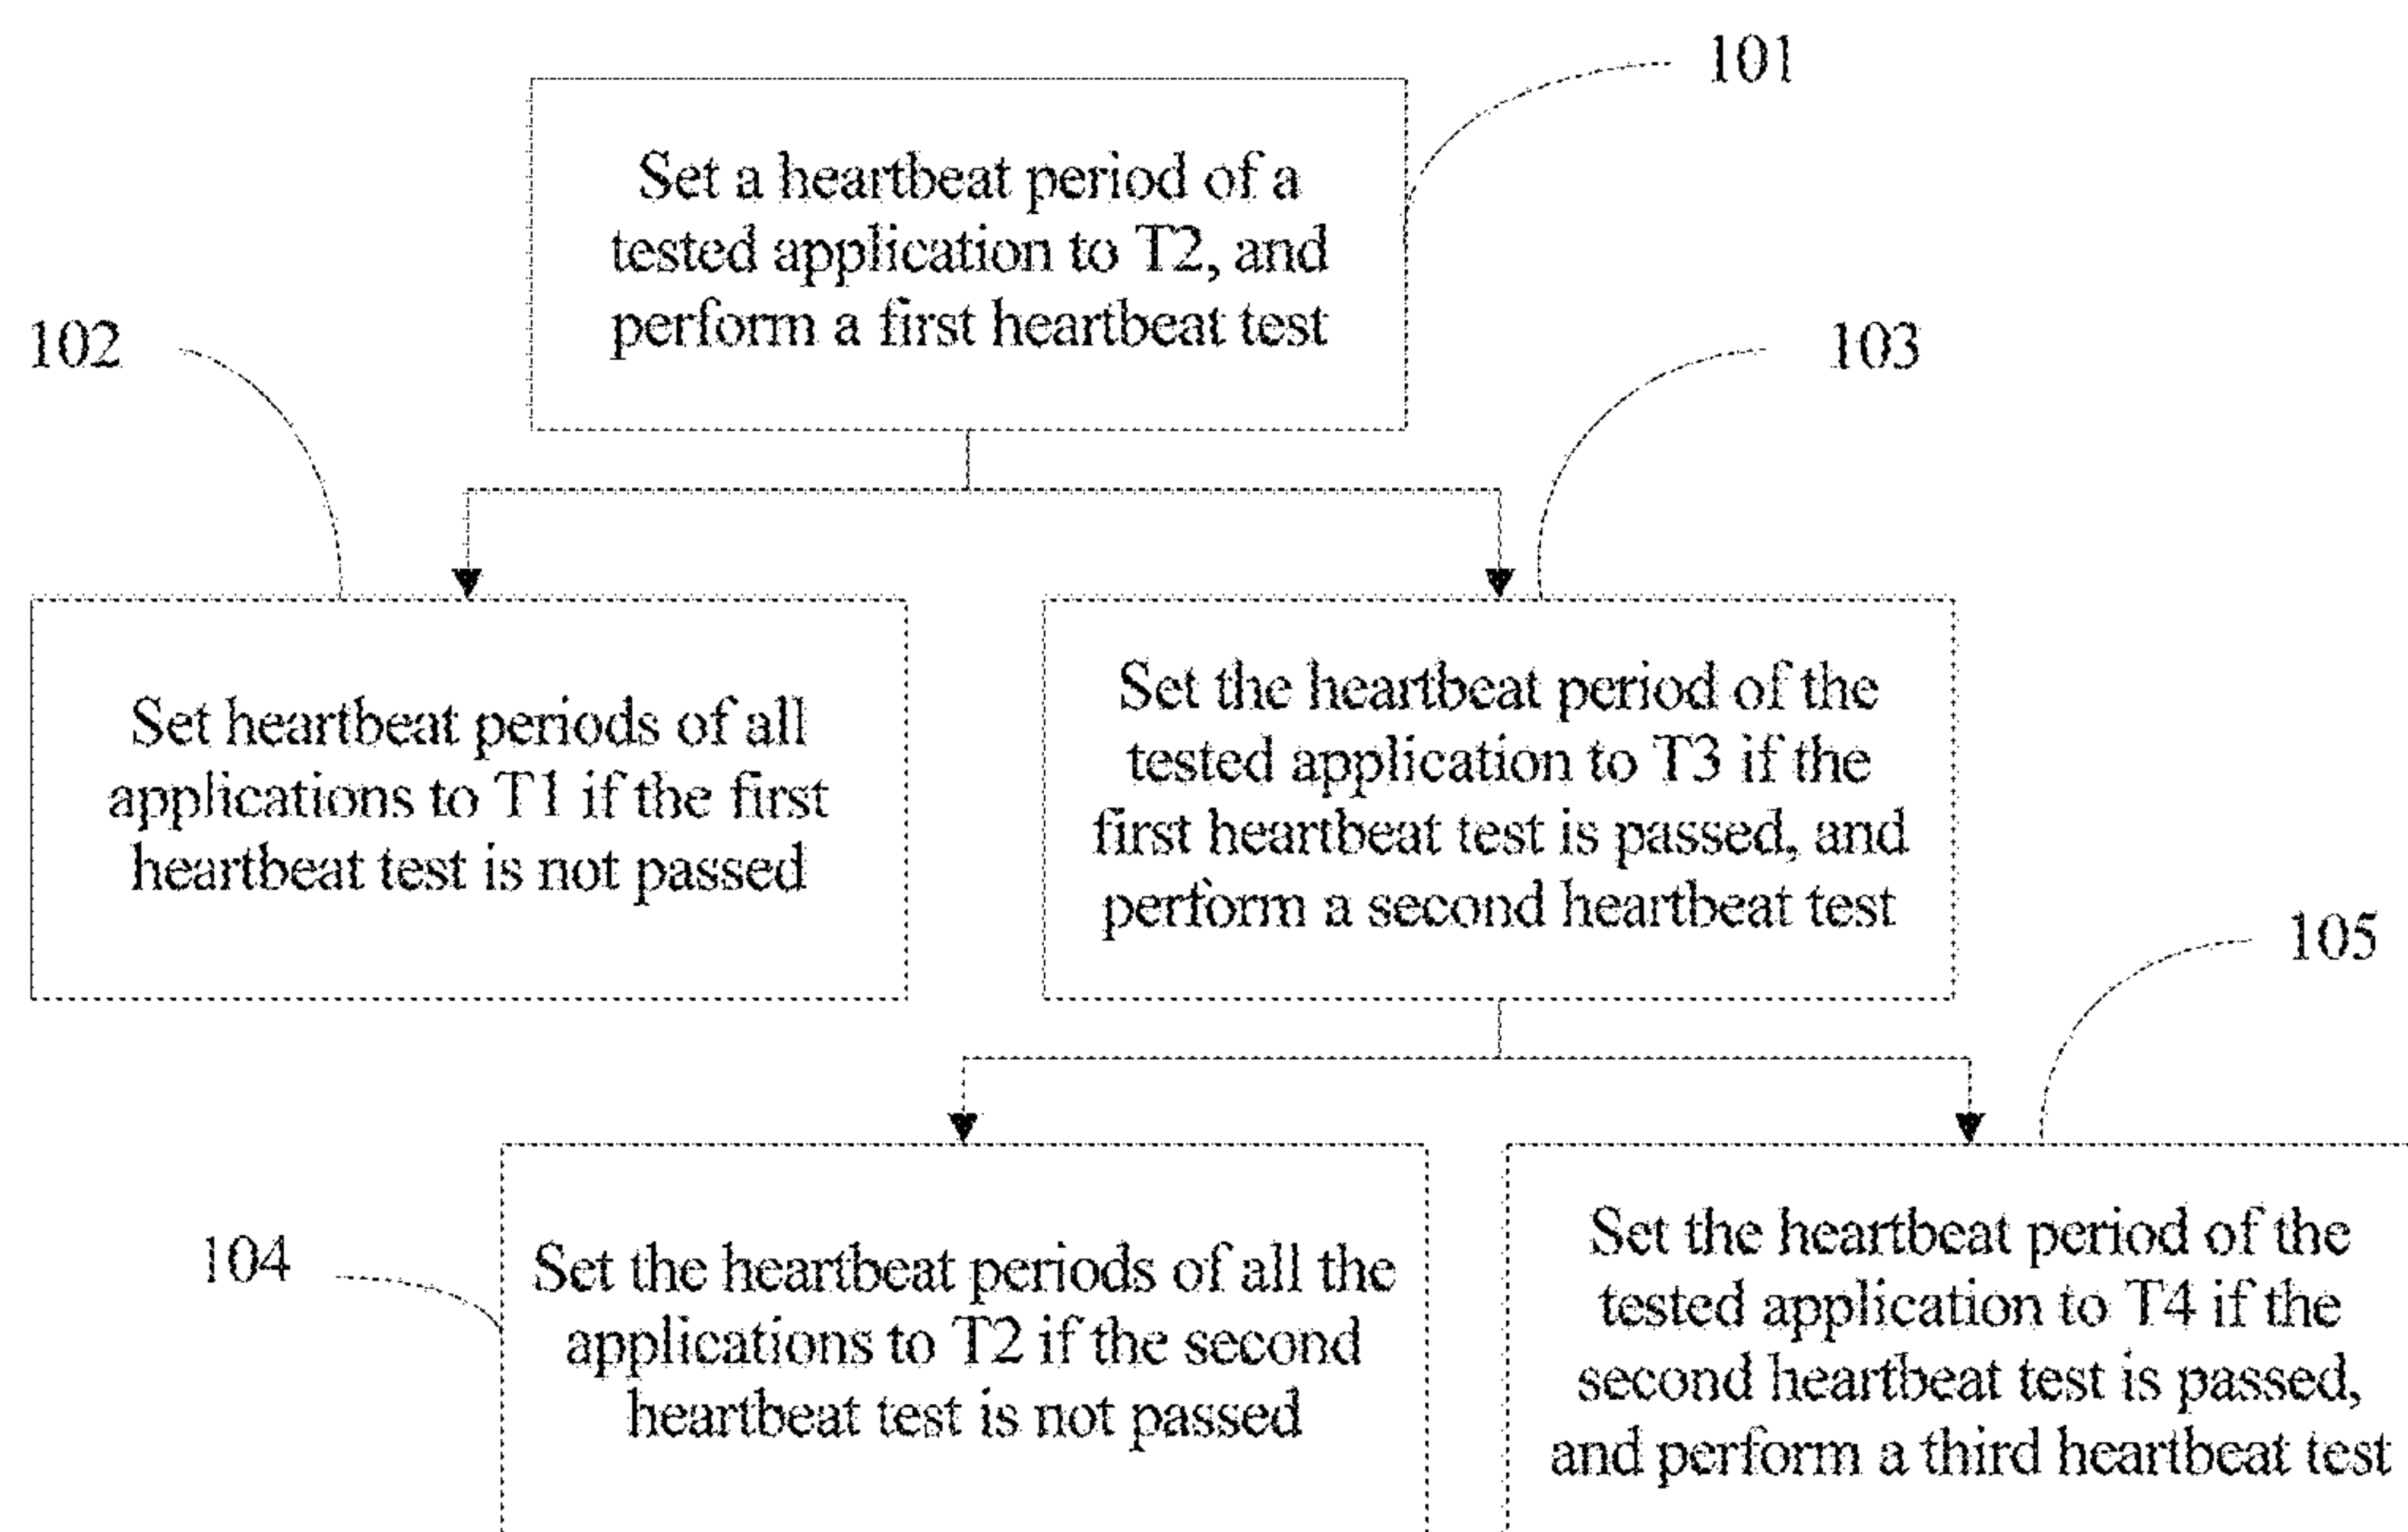 101
Set a heartbeat period of a
tested application to T2, and
perform a first heartbeat test
102
103
Set heartbeat periods of all
applications to T1 if the first
heartbeat test is not passed
Set the heartbeat period of the
tested application to T3 if the
first heartbeat test is passed, and
perform a second heartbeat test
105
104
Set the heartbeat periods of all the
applications to T2 if the second
heartbeat test is not passed
Set the heartbeat period of the
tested application to T4 if the
second heartbeat test is passed,
and perform a third heartbeat test